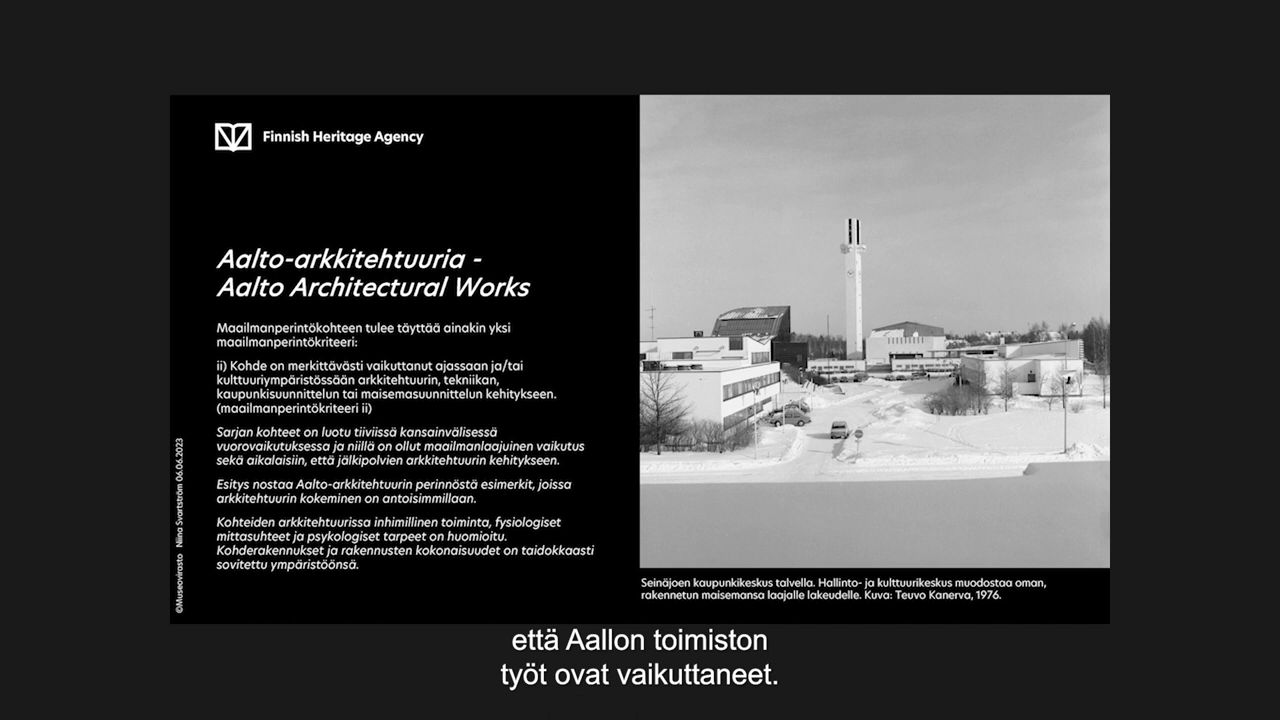 Finnish Heritage Agency
Aalto-arkkitehtuuria -
Aalto Architectural Works
Maailmanperintökohteen tulee täyttää ainakin yksi
maailmanperintökriteeri:
ii) Kohde on merkittävästi vaikuttanut ajassaan ja/tai
kulttuuriympäristössään arkkitehtuurin, tekniikan,
kaupunkisuunnittelun tai maisemasuunnittelun kehitykseen.
(maailmanperintökriteeri ii)
Sarjan kohteet on luotu tiiviissä kansainvälisessä
vuorovaikutuksessa ja niillä on ollut maailmanlaajuinen vaikutus
sekä aikalaisiin, että jälkipolvien arkkitehtuurin kehitykseen.
Esitys nostaa Aalto-arkkitehtuurin perinnöstä esimerkit, joissa
arkkitehtuurin kokeminen on antoisimmillaan.
Kohteiden arkkitehtuurissa inhimillinen toiminta, fysiologiset
mittasuhteet ja psykologiset tarpeet on huomioitu.
Kohderakennukset ja rakennusten kokonaisuudet on taidokkaasti
sovitettu ympäristöönsä.
©Museovirasto Niina Svartström 06.06.2023
Seinäjoen kaupunkikeskus talvella. Hallinto- ja kulttuurikeskus muodostaa oman,
rakennetun maisemansa laajalle lakeudelle. Kuva: Teuvo Kanerva, 1976.
että Aallon toimiston
työt ovat vaikuttaneet.